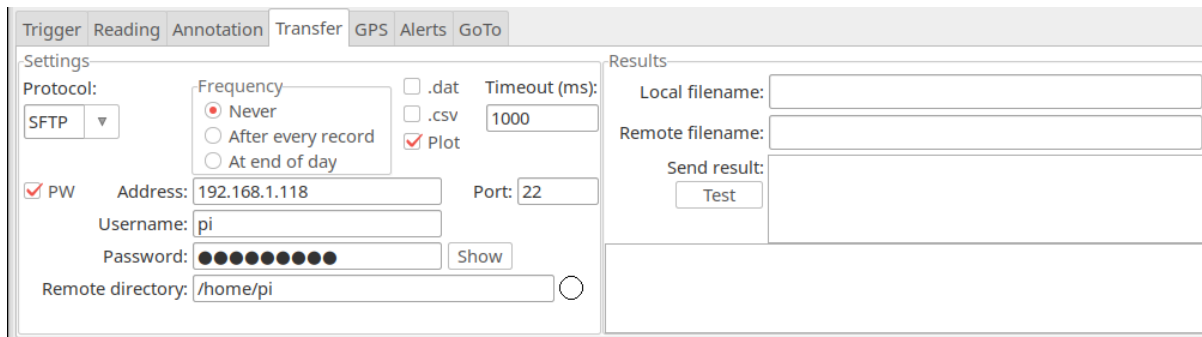 Trigger Reading Annotation Transfer GPS Alerts GoTo
Settings
Protocol:
SFTP
Frequency
Never
After every record
At end of day
.dat
.csv
Plot
Timeout (ms):
1000
PW Address: 192.168.1.118 Port: 22
Username: pi
Password: ●●●●●●●●● Show
Remote directory: /home/pi
Results
Local filename:
Remote filename:
Send result:
Test